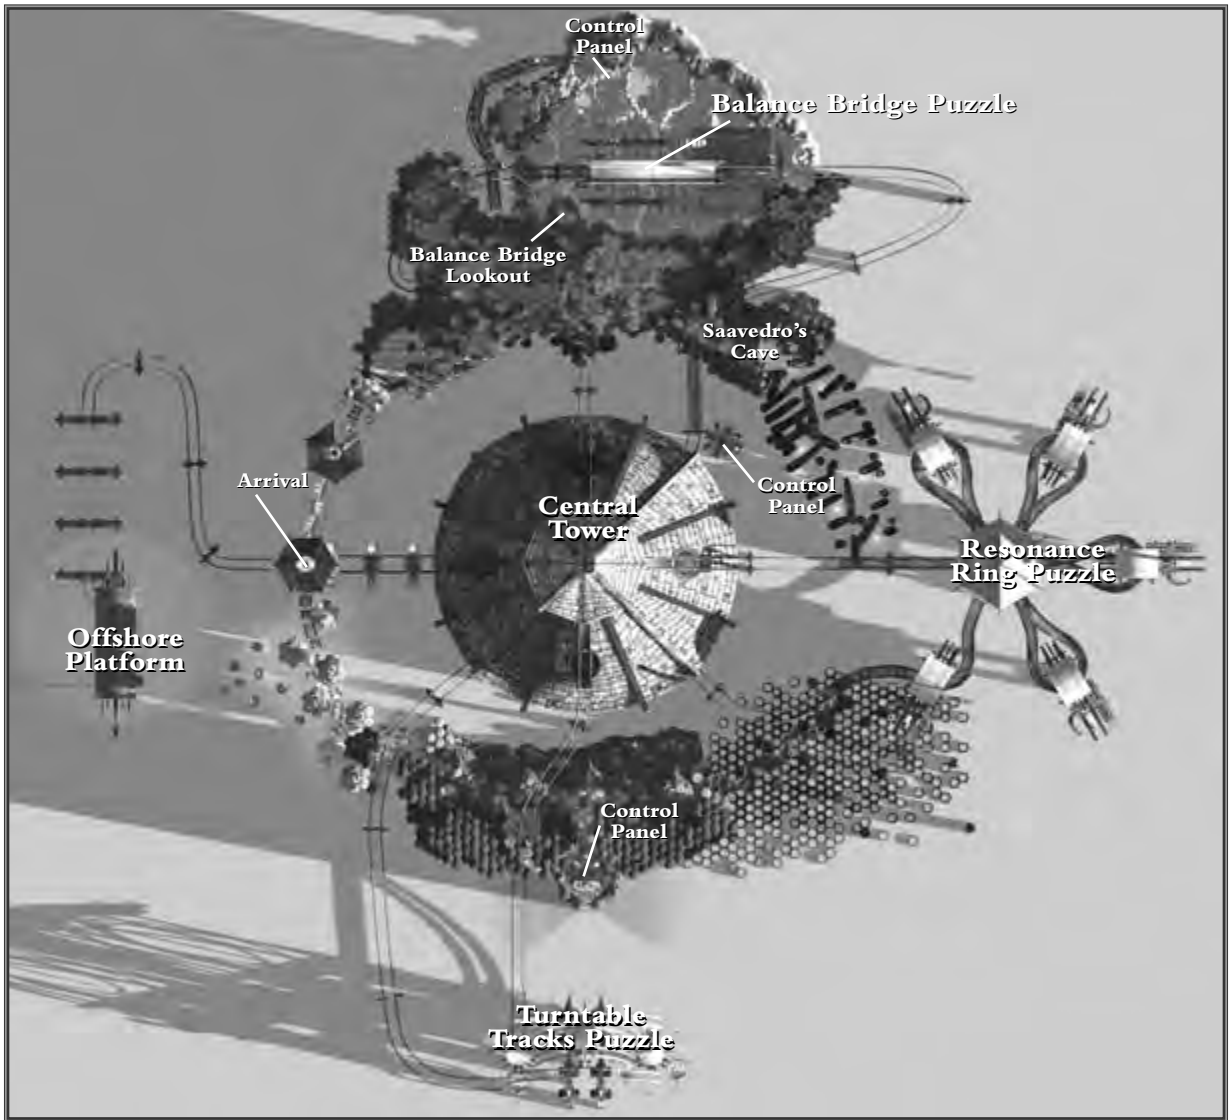 Control
Panel
Balance Bridge Puzzle
Balance Bridge
Lookout
Saavedro's
Cave
Arrival
Control
Panel
Central
Tower
Resonance
Ring Puzzle
Offshore
Platform
Control
Panel
Turntable
Tracks Puzzle